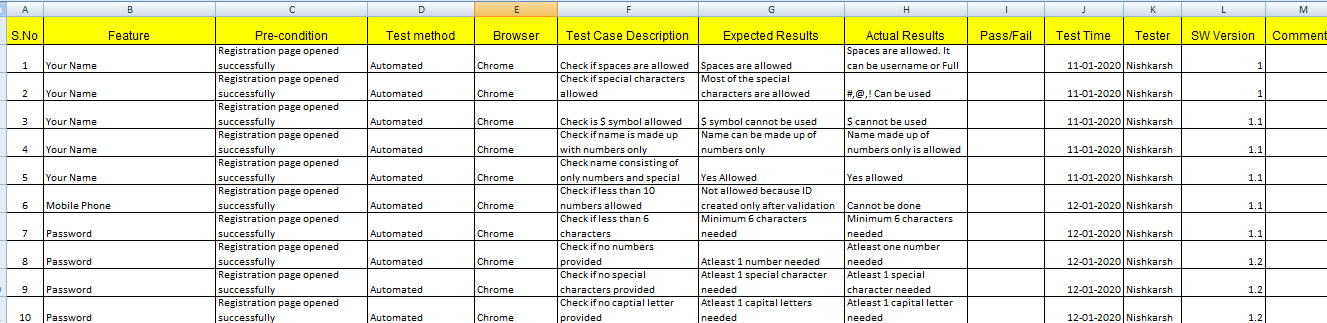 A B C D E F G H I J K L M
S.No Feature Pre-condition Test method Browser Test Case Description Expected Results Actual Results Pass/Fail Test Time Tester SW Version Comment
1 Your Name Registration page opened successfully Automated Chrome Check if spaces are allowed Spaces are allowed Spaces are allowed. It can be username or Full 11-01-2020 Nishkarsh 1
2 Your Name Registration page opened successfully Automated Chrome Check if special characters allowed Most of the special characters are allowed #,@,! Can be used 11-01-2020 Nishkarsh 1
3 Your Name Registration page opened successfully Automated Chrome Check is $ symbol allowed $ symbol cannot be used $ cannot be used 11-01-2020 Nishkarsh 1.1
4 Your Name Registration page opened successfully Automated Chrome Check if name is made up with numbers only Name can be made up of numbers only Name made up of numbers only is allowed 11-01-2020 Nishkarsh 1.1
5 Your Name Registration page opened successfully Automated Chrome Check name consisting of only numbers and special Yes Allowed Yes allowed 11-01-2020 Nishkarsh 1.1
6 Mobile Phone Registration page opened successfully Automated Chrome Check if less than 10 numbers allowed Not allowed because ID created only after validation Cannot be done 12-01-2020 Nishkarsh 1.1
7 Password Registration page opened successfully Automated Chrome Check if less than 6 characters Minimum 6 characters needed Minimum 6 characters needed 12-01-2020 Nishkarsh 1.1
8 Password Registration page opened successfully Automated Chrome Check if no numbers provided Atleast 1 number needed Atleast one number needed 12-01-2020 Nishkarsh 1.2
9 Password Registration page opened successfully Automated Chrome Check if no special characters provided Atleast 1 special character needed Atleast 1 special character needed 12-01-2020 Nishkarsh 1.2
10 Password Registration page opened successfully Automated Chrome Check if no captial letter provided Atleast 1 capital letters needed Atleast 1 capital letter needed 12-01-2020 Nishkarsh 1.2